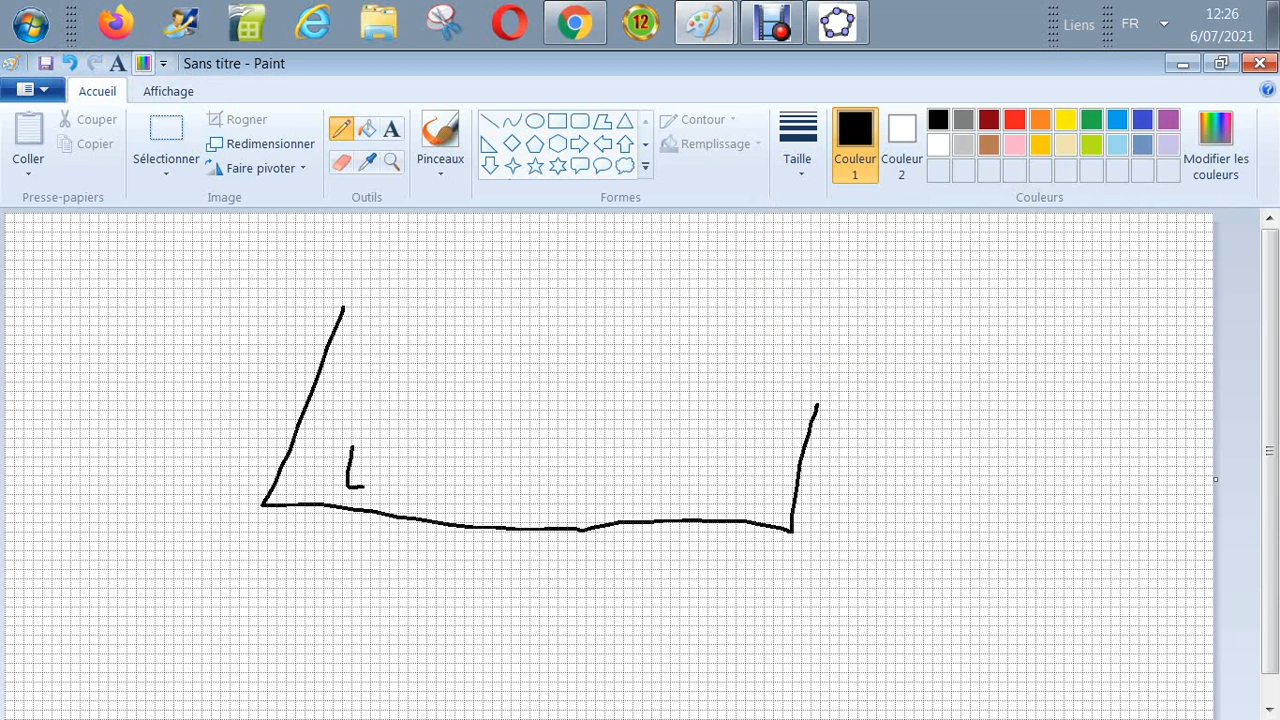 12
Liens
FR
12:26
6/07/2021
Sans titre - Paint
Accueil
Affichage
Coller
Couper
Copier
Presse-papiers
Sélectionner
Rogner
Redimensionner
Faire pivoter
Image
A
Outils
Pinceaux
Contour
Remplissage
Formes
Taille
Couleur 1
Couleur 2
Modifier les couleurs
Couleurs
L